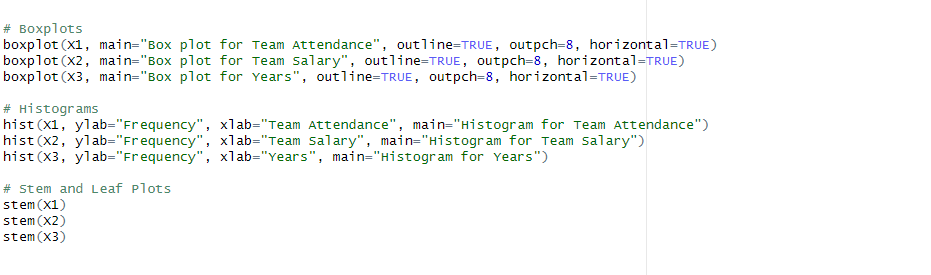 # Boxplots
boxplot(X1, main="Box plot for Team Attendance", outline=TRUE, outpch=8, horizontal=TRUE)
boxplot(X2, main="Box plot for Team Salary", outline=TRUE, outpch=8, horizontal=TRUE)
boxplot(X3, main="Box plot for Years", outline=TRUE, outpch=8, horizontal=TRUE)
# Histograms
hist(X1, ylab="Frequency", xlab="Team Attendance", main="Histogram for Team Attendance")
hist(X2, ylab="Frequency", xlab="Team Salary", main="Histogram for Team Salary")
hist(X3, ylab="Frequency", xlab="Years", main="Histogram for Years")
# Stem and Leaf Plots
stem(X1)
stem(X2)
stem(X3)